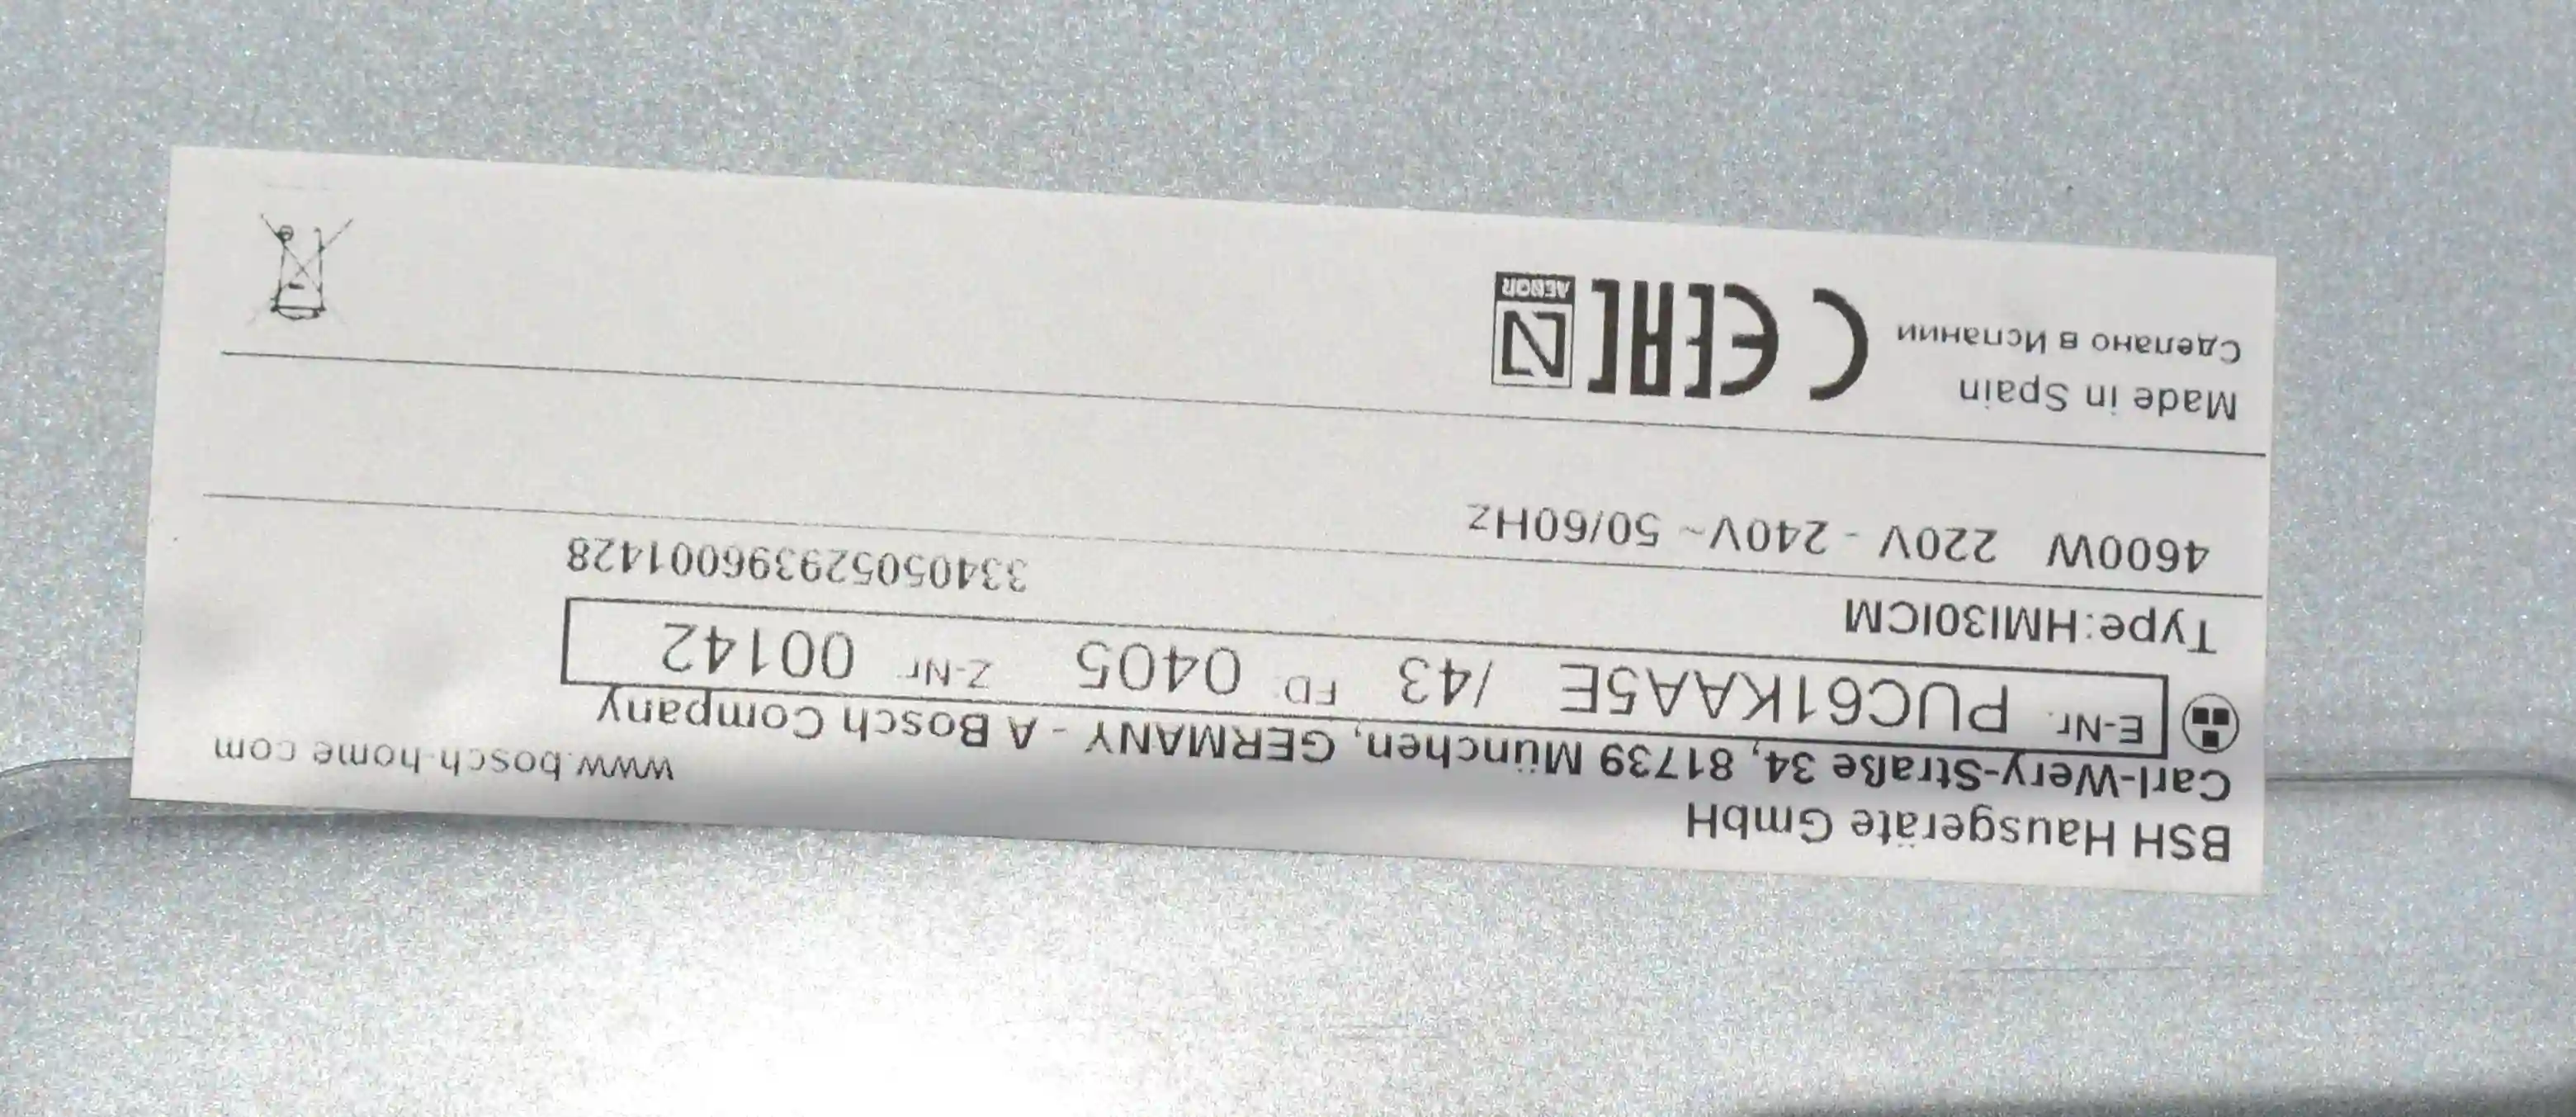 BSH Hausgeräte GmbH
Carl-Wery-Straße 34, 81739 München, GERMANY - A Bosch Company
www.bosch-home com
E-Nr. PUC61KAA5E /43 FD 0405 Z-Nr 00142
Type:HMI30ICM
334050529396001428
4600W 220V - 240V~ 50/60Hz
Made in Spain
Сделано в Испании
CE EAC N
AENOR